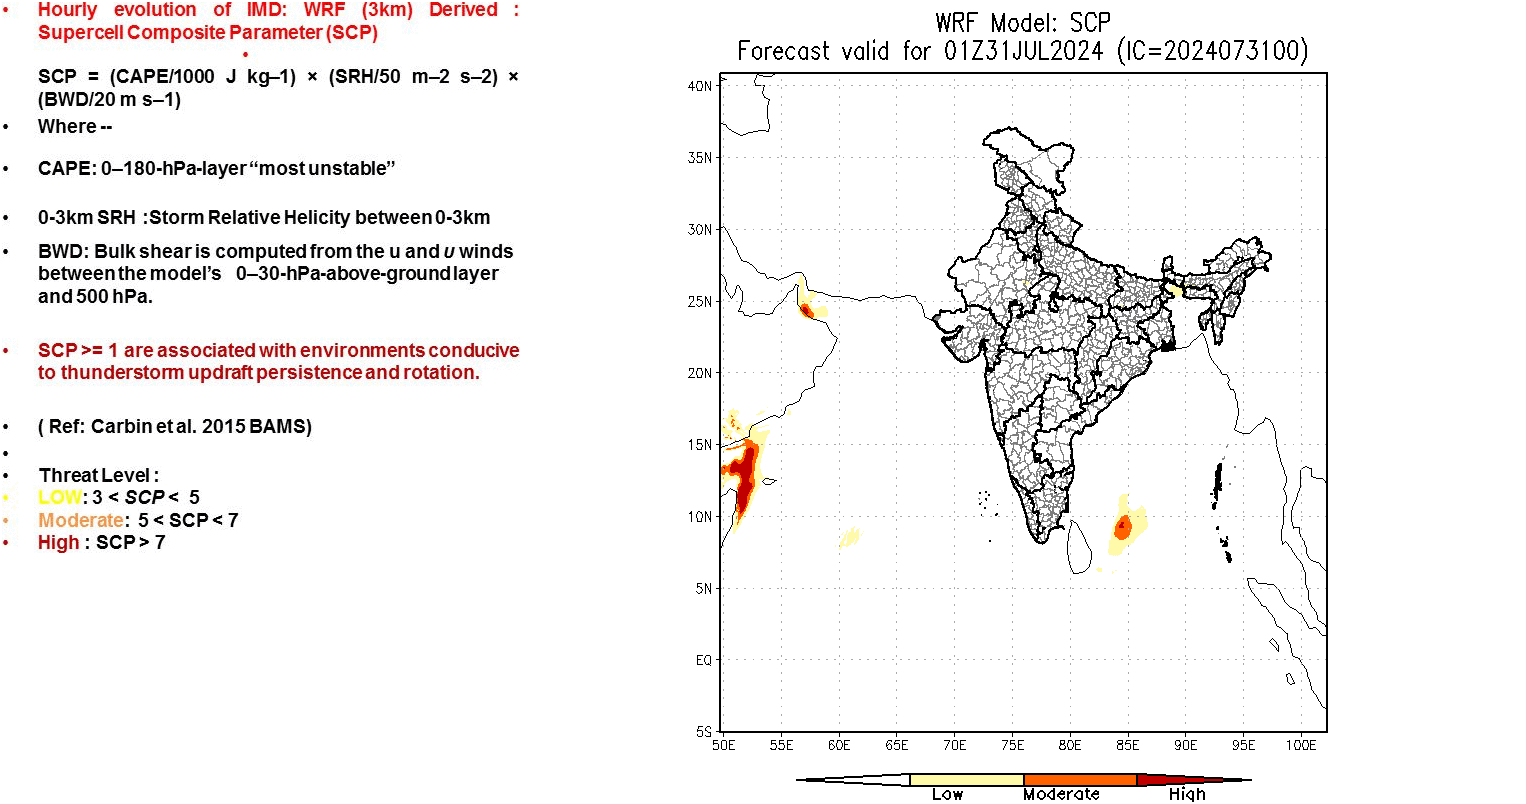 • Hourly evolution of IMD: WRF (3km) Derived :
Supercell Composite Parameter (SCP)
•
SCP = (CAPE/1000 J kg–1) × (SRH/50 m–2 s–2) ×
(BWD/20 m s–1)
• Where --
• CAPE: 0–180-hPa-layer “most unstable”
• 0-3km SRH :Storm Relative Helicity between 0-3km
• BWD: Bulk shear is computed from the u and υ winds
between the model’s 0–30-hPa-above-ground layer
and 500 hPa.
• SCP >= 1 are associated with environments conducive
to thunderstorm updraft persistence and rotation.
• ( Ref: Carbin et al. 2015 BAMS)
•
• Threat Level :
• LOW: 3 < SCP < 5
• Moderate: 5 < SCP < 7
• High : SCP > 7
WRF Model: SCP
Forecast valid for 01Z31JUL2024 (IC=2024073100)
40N
35N
30N
25N
20N
15N
10N
5N
EQ
5S
50E 55E 60E 65E 70E 75E 80E 85E 90E 95E 100E
Low Moderate High